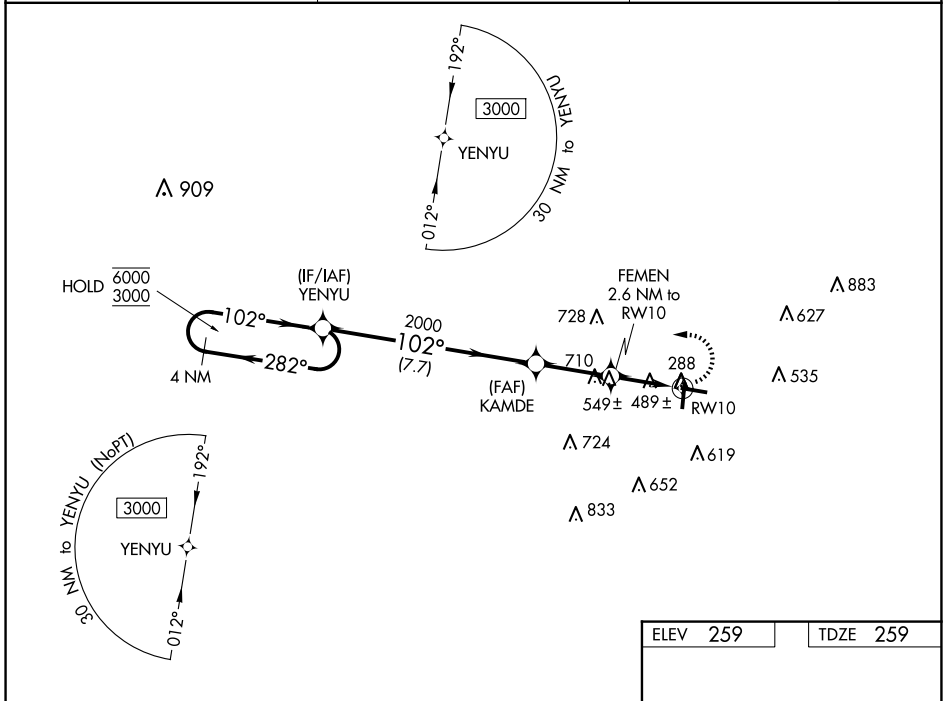 192°
3000
YENYU
30 NM to YENYU
012°
909
HOLD
6000
3000
(IF/IAF)
YENYU
102°
282°
4 NM
2000
102°
(7.7)
(FAF)
KAMDE
FEMEN
2.6 NM to
RW10
728
710
549±
489±
288
RW10
883
627
535
724
619
652
833
30 NM to YENYU (NoPT)
192°
3000
YENYU
012°
ELEV 259
TDZE 259